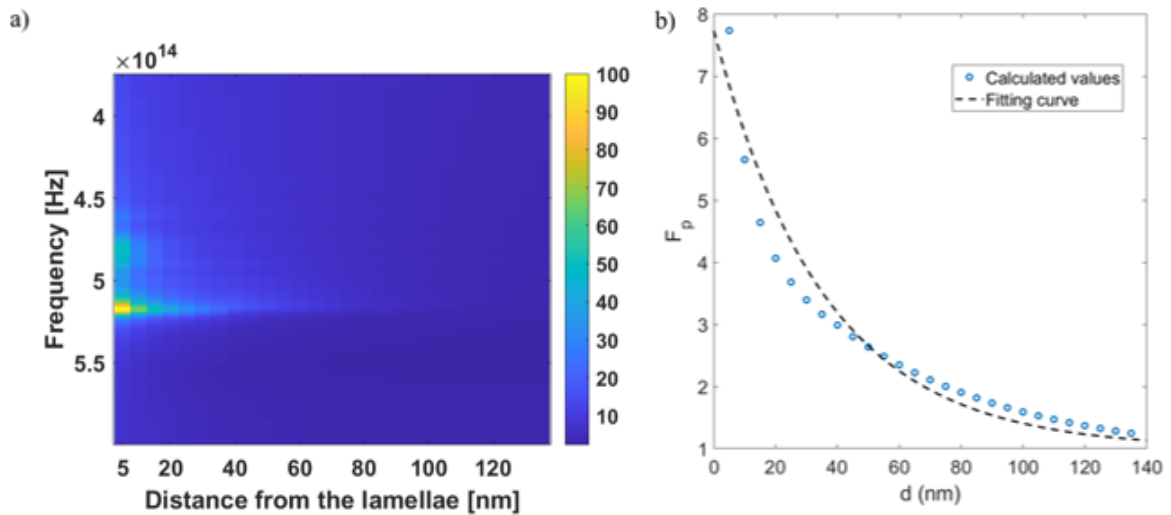 a)
×10¹⁴
4
4.5
5
5.5
Frequency [Hz]
5 20 40 60 80 100 120
Distance from the lamellae [nm]
100
90
80
70
60
50
40
30
20
10
b)
8
7
6
5
4
3
2
1
Fₚ
0 20 40 60 80 100 120 140
d (nm)
Calculated values
Fitting curve